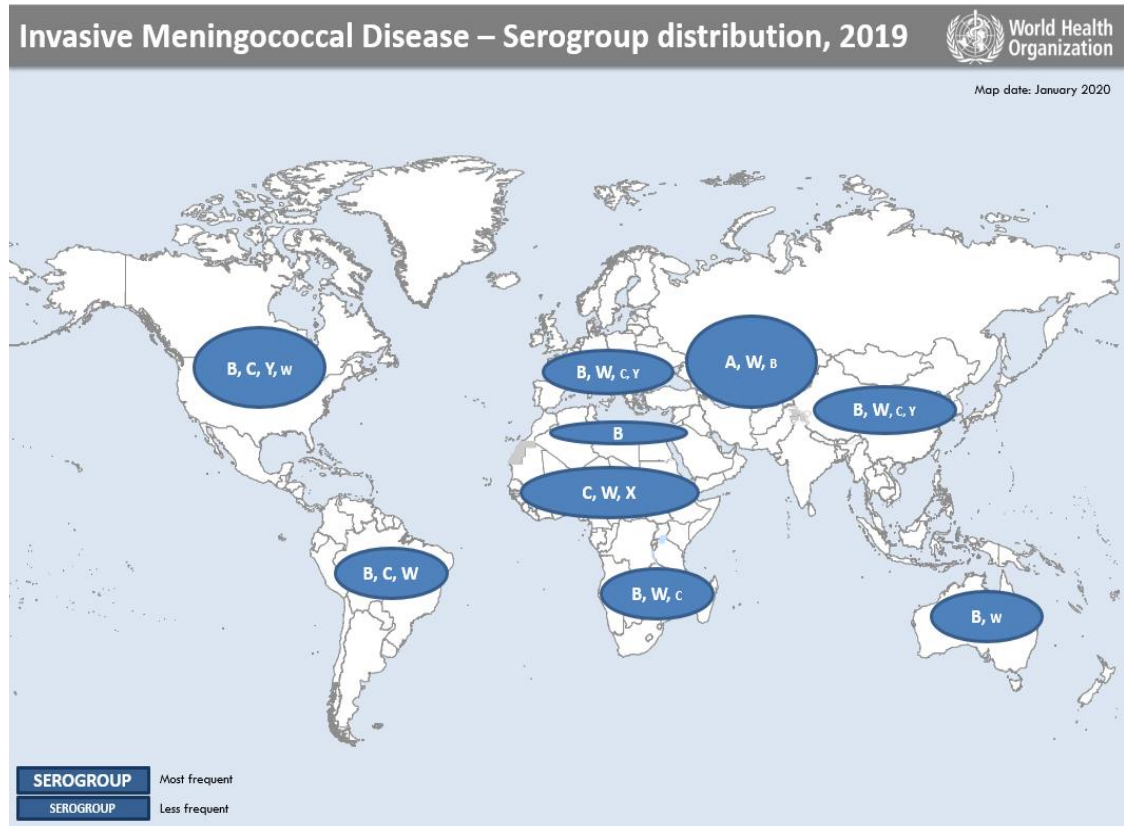 Invasive Meningococcal Disease – Serogroup distribution, 2019
World Health
Organization
Map date: January 2020
B, C, Y, W
B, W, C, Y
A, W, B
B, W, C, Y
B
C, W, X
B, C, W
B, W, C
B, W
SEROGROUP Most frequent
SEROGROUP Less frequent